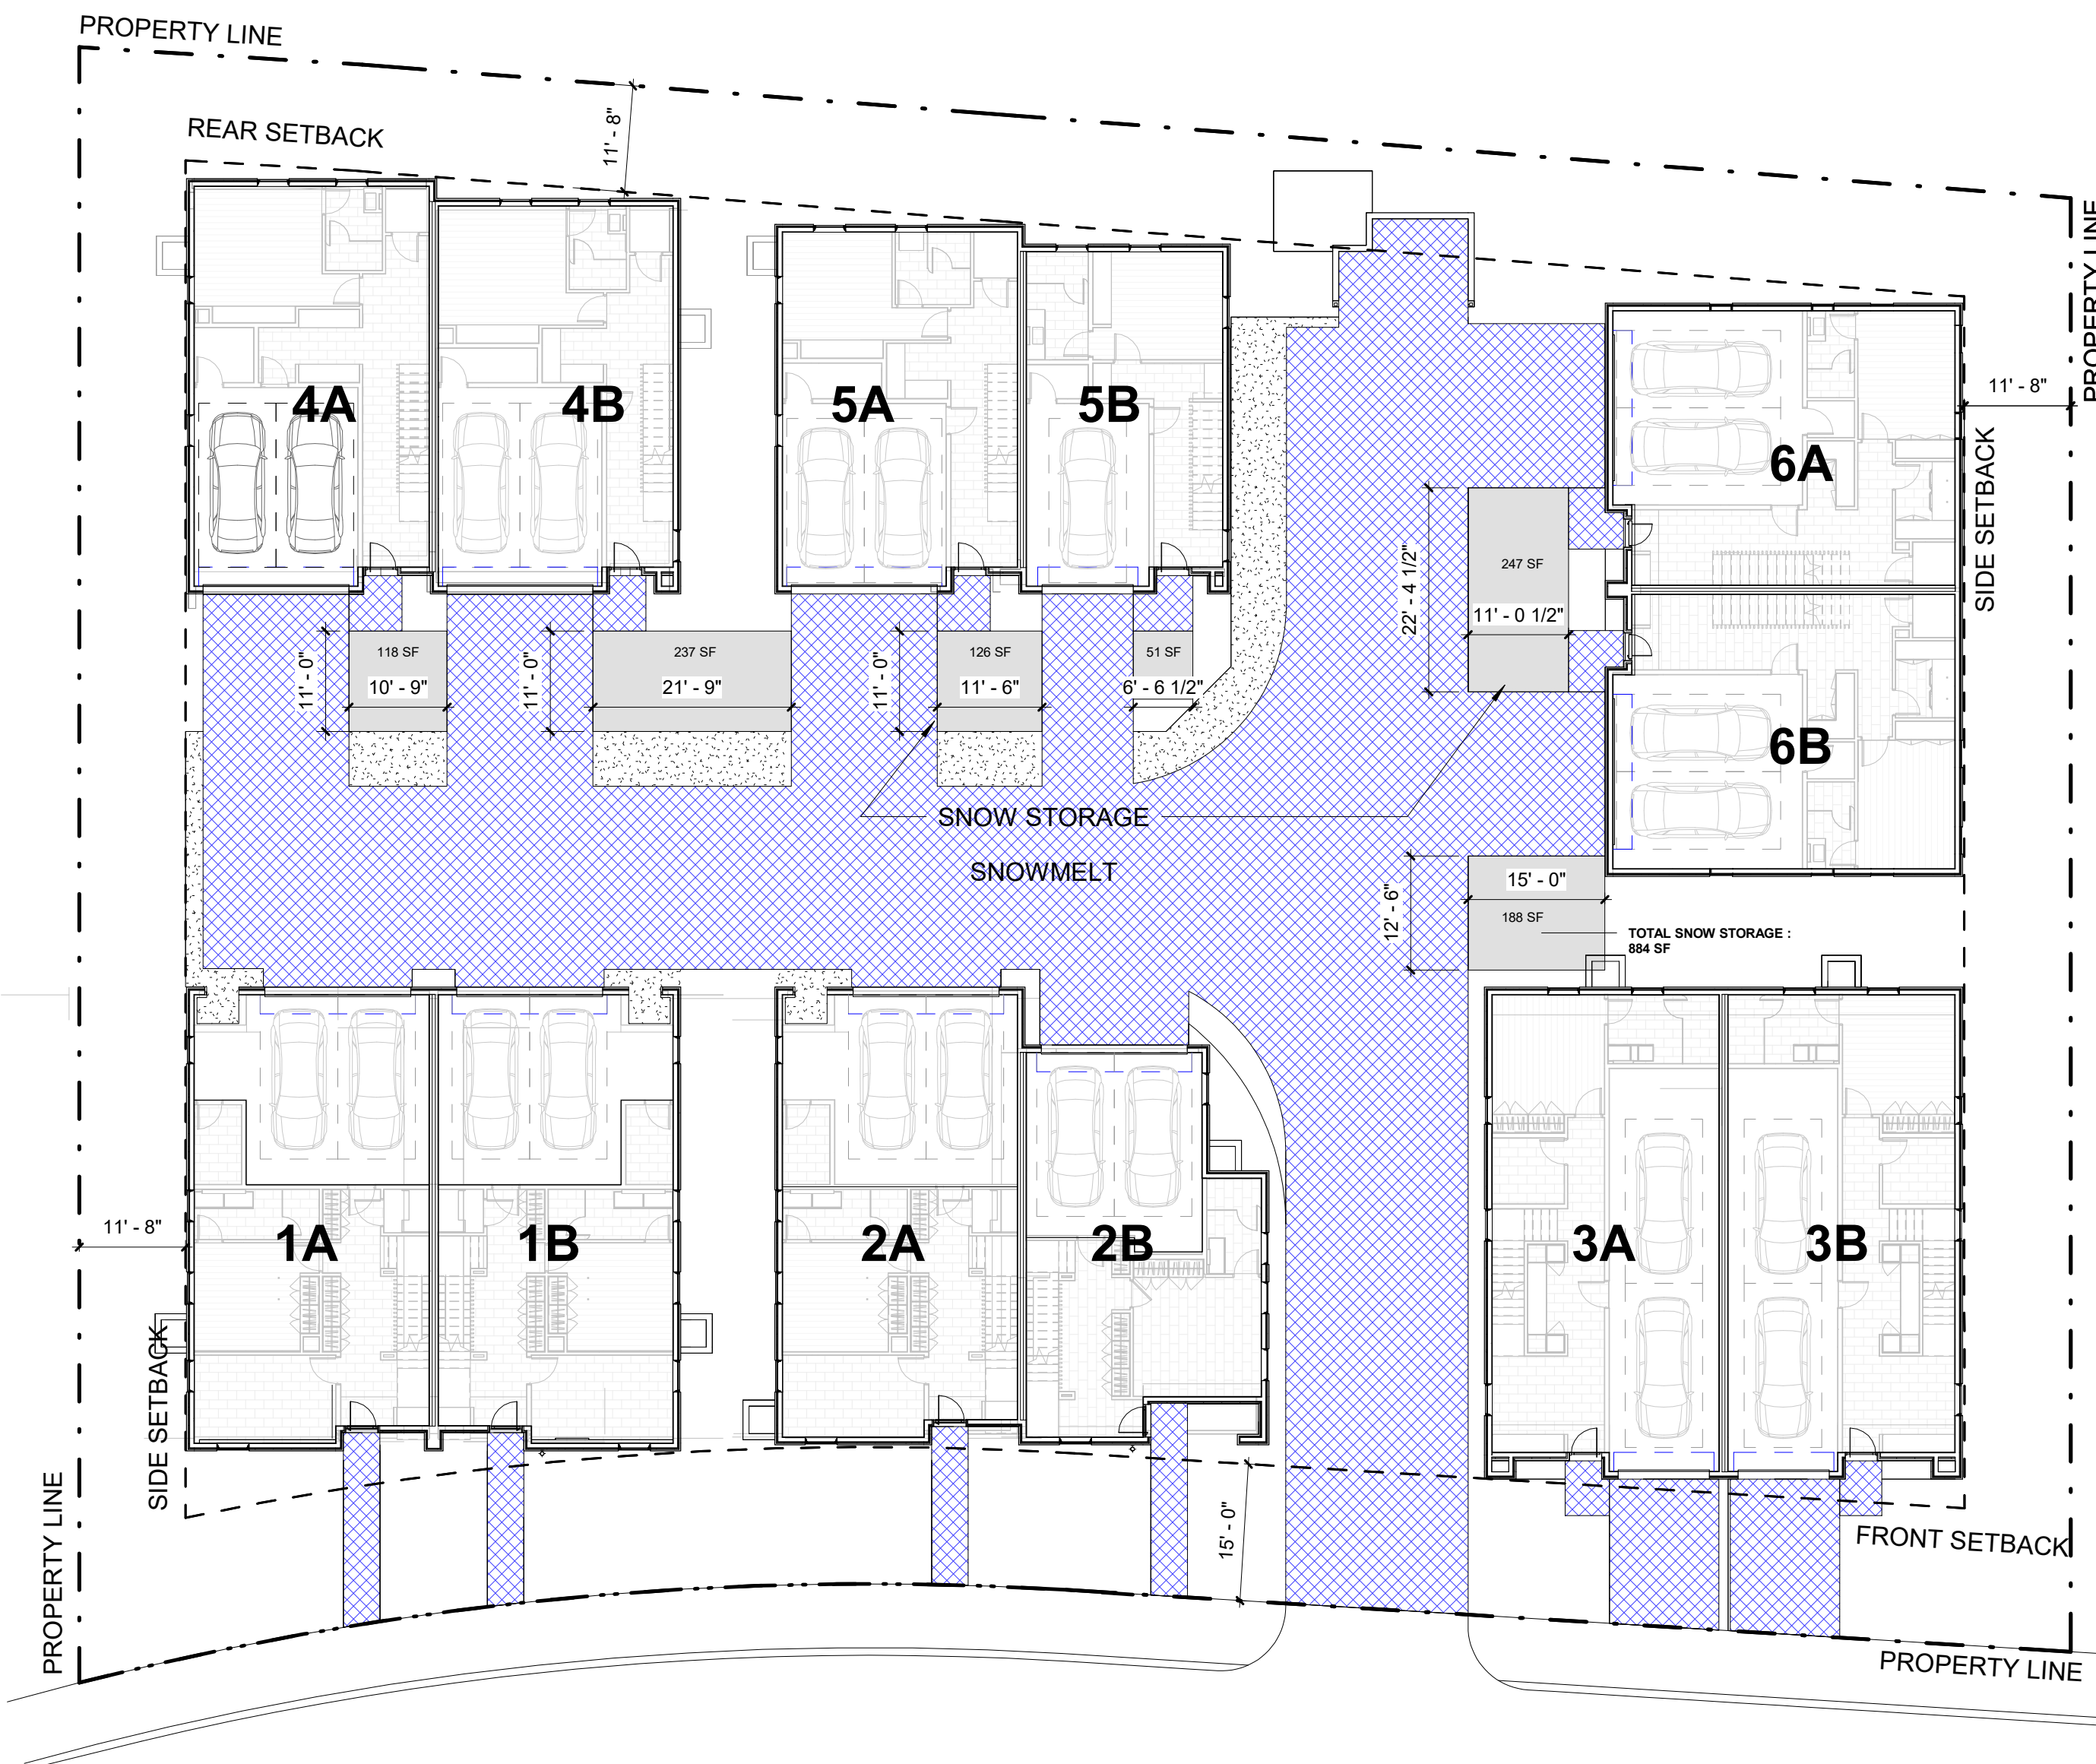 PROPERTY LINE
REAR SETBACK
11' - 8"
PROPERTY LINE
4A
4B
5A
5B
6A
11' - 8"
SIDE SETBACK
22' - 4 1/2"
247 SF
11' - 0 1/2"
11' - 0"
118 SF
10' - 9"
11' - 0"
237 SF
21' - 9"
11' - 0"
126 SF
11' - 6"
51 SF
6' - 6 1/2"
6B
SNOW STORAGE
SNOWMELT
12' - 6"
15' - 0"
188 SF
TOTAL SNOW STORAGE :
884 SF
11' - 8"
1A
1B
2A
2B
3A
3B
SIDE SETBACK
PROPERTY LINE
15' - 0"
FRONT SETBACK
PROPERTY LINE